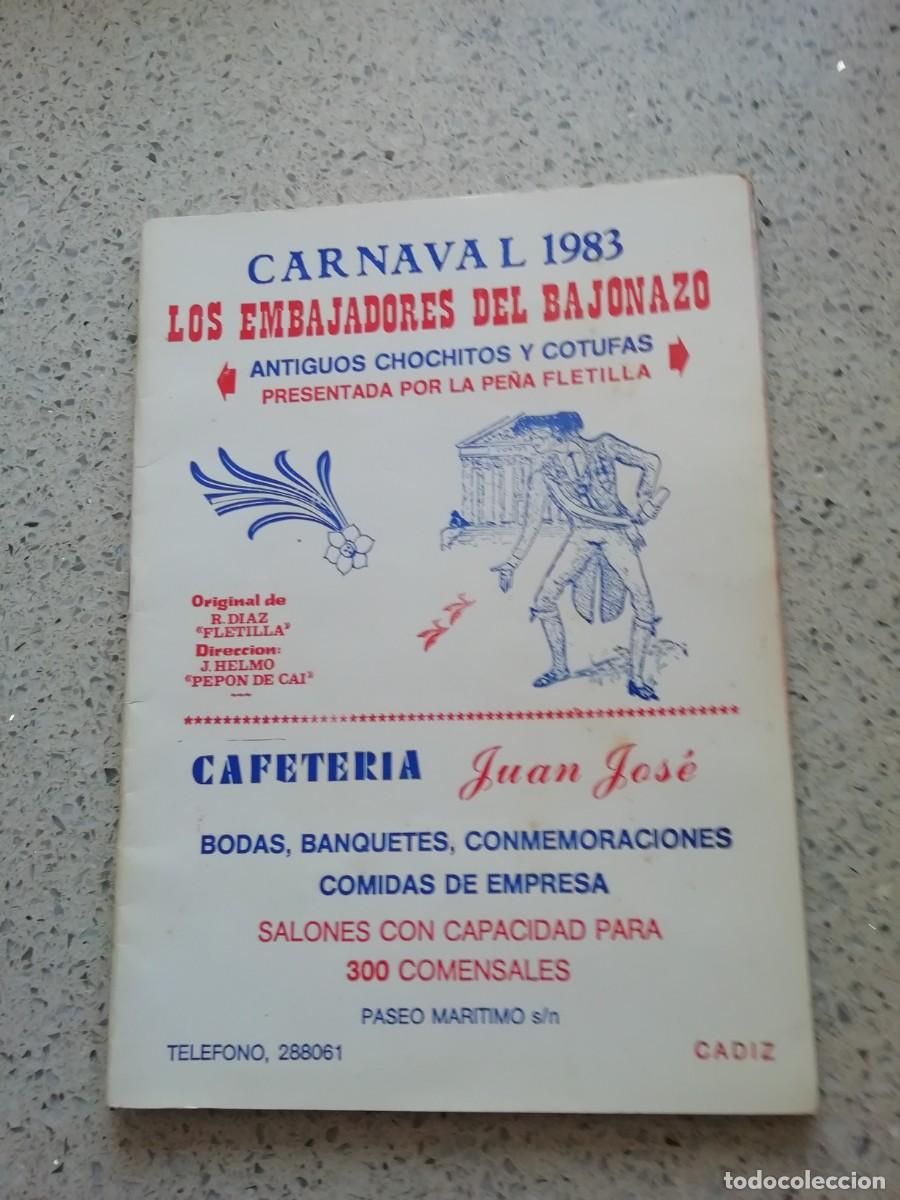 CARNAVAL 1983
LOS EMBAJADORES DEL BAJONAZO
ANTIGUOS CHOCHITOS Y COTUFAS
PRESENTADA POR LA PEÑA FLETILLA
Original de
R. DIAZ
"FLETILLA"
Direccion:
J. HELMO
"PEPON DE CAI"
CAFETERIA Juan José
BODAS, BANQUETES, CONMEMORACIONES
COMIDAS DE EMPRESA
SALONES CON CAPACIDAD PARA
300 COMENSALES
PASEO MARITIMO s/n
TELEFONO, 288061 CADIZ
todocoleccion